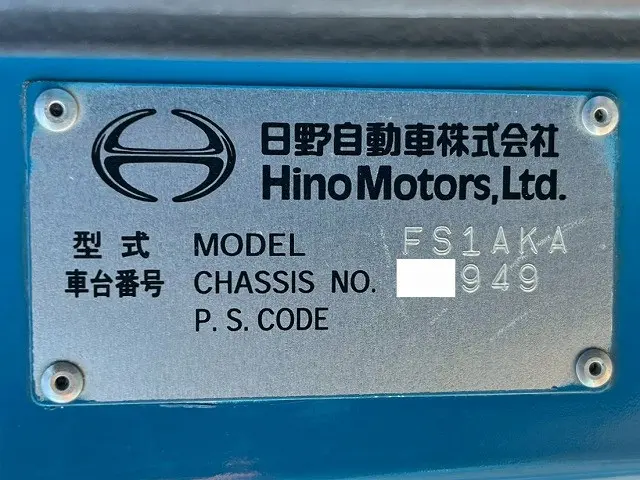 日野自動車株式会社
Hino Motors, Ltd.
型式 MODEL FS1AKA
車台番号 CHASSIS NO. 949
P.S.CODE